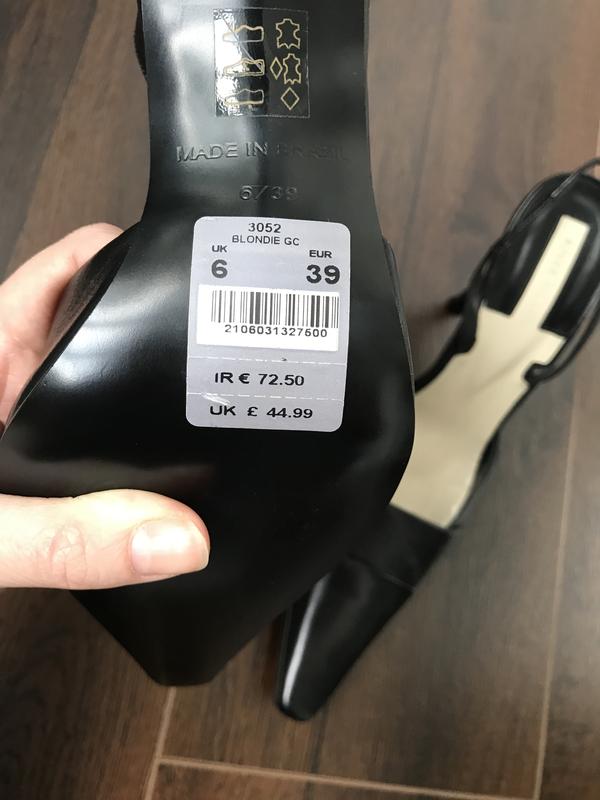 MADE IN BRAZIL
6/39
3052
BLONDIE GC
UK EUR
6 39
2106031327600
IR € 72.50
UK £ 44.99